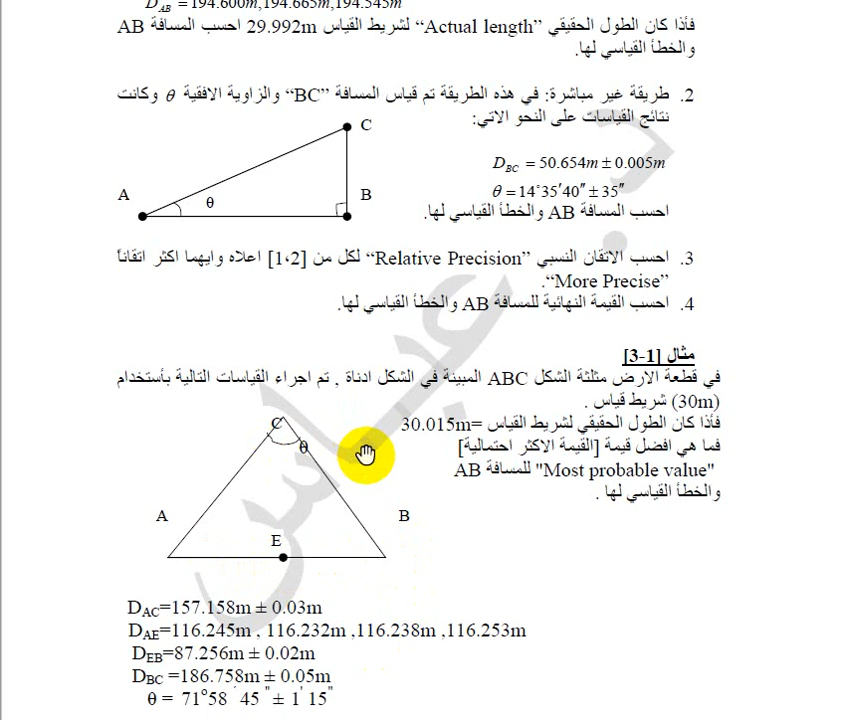 D_AB = 194.600m,194.665m,194.545m
فأذا كان الطول الحقيقي "Actual length" لشريط القياس 29.992m احسب المسافة AB
والخطأ القياسي لها.
2. طريقة غير مباشرة: في هذه الطريقة تم قياس المسافة "BC" والزاوية الافقية θ وكانت
نتائج القياسات على النحو الاتي:
C
D_BC = 50.654m ± 0.005m
A
θ
B
θ = 14°35′40″ ± 35″
احسب المسافة AB والخطأ القياسي لها.
3. احسب الاتقان النسبي "Relative Precision" لكل من [1،2] اعلاه وايهما اكثر اتقاناً
"More Precise".
4. احسب القيمة النهائية للمسافة AB والخطأ القياسي لها.
مثال [3-1]
في قطعة الارض مثلثة الشكل ABC المبينة في الشكل ادناة , تم اجراء القياسات التالية بأستخدام
(30m) شريط قياس .
فأذا كان الطول الحقيقي لشريط القياس =30.015m
فما هي افضل قيمة [القيمة الاكثر احتمالية]
"Most probable value" للمسافة AB
والخطأ القياسي لها .
C
θ
A
B
E
D_AC=157.158m ± 0.03m
D_AE=116.245m , 116.232m ,116.238m ,116.253m
D_EB=87.256m ± 0.02m
D_BC =186.758m ± 0.05m
θ = 71°58 ′ 45 ″± 1′ 15″